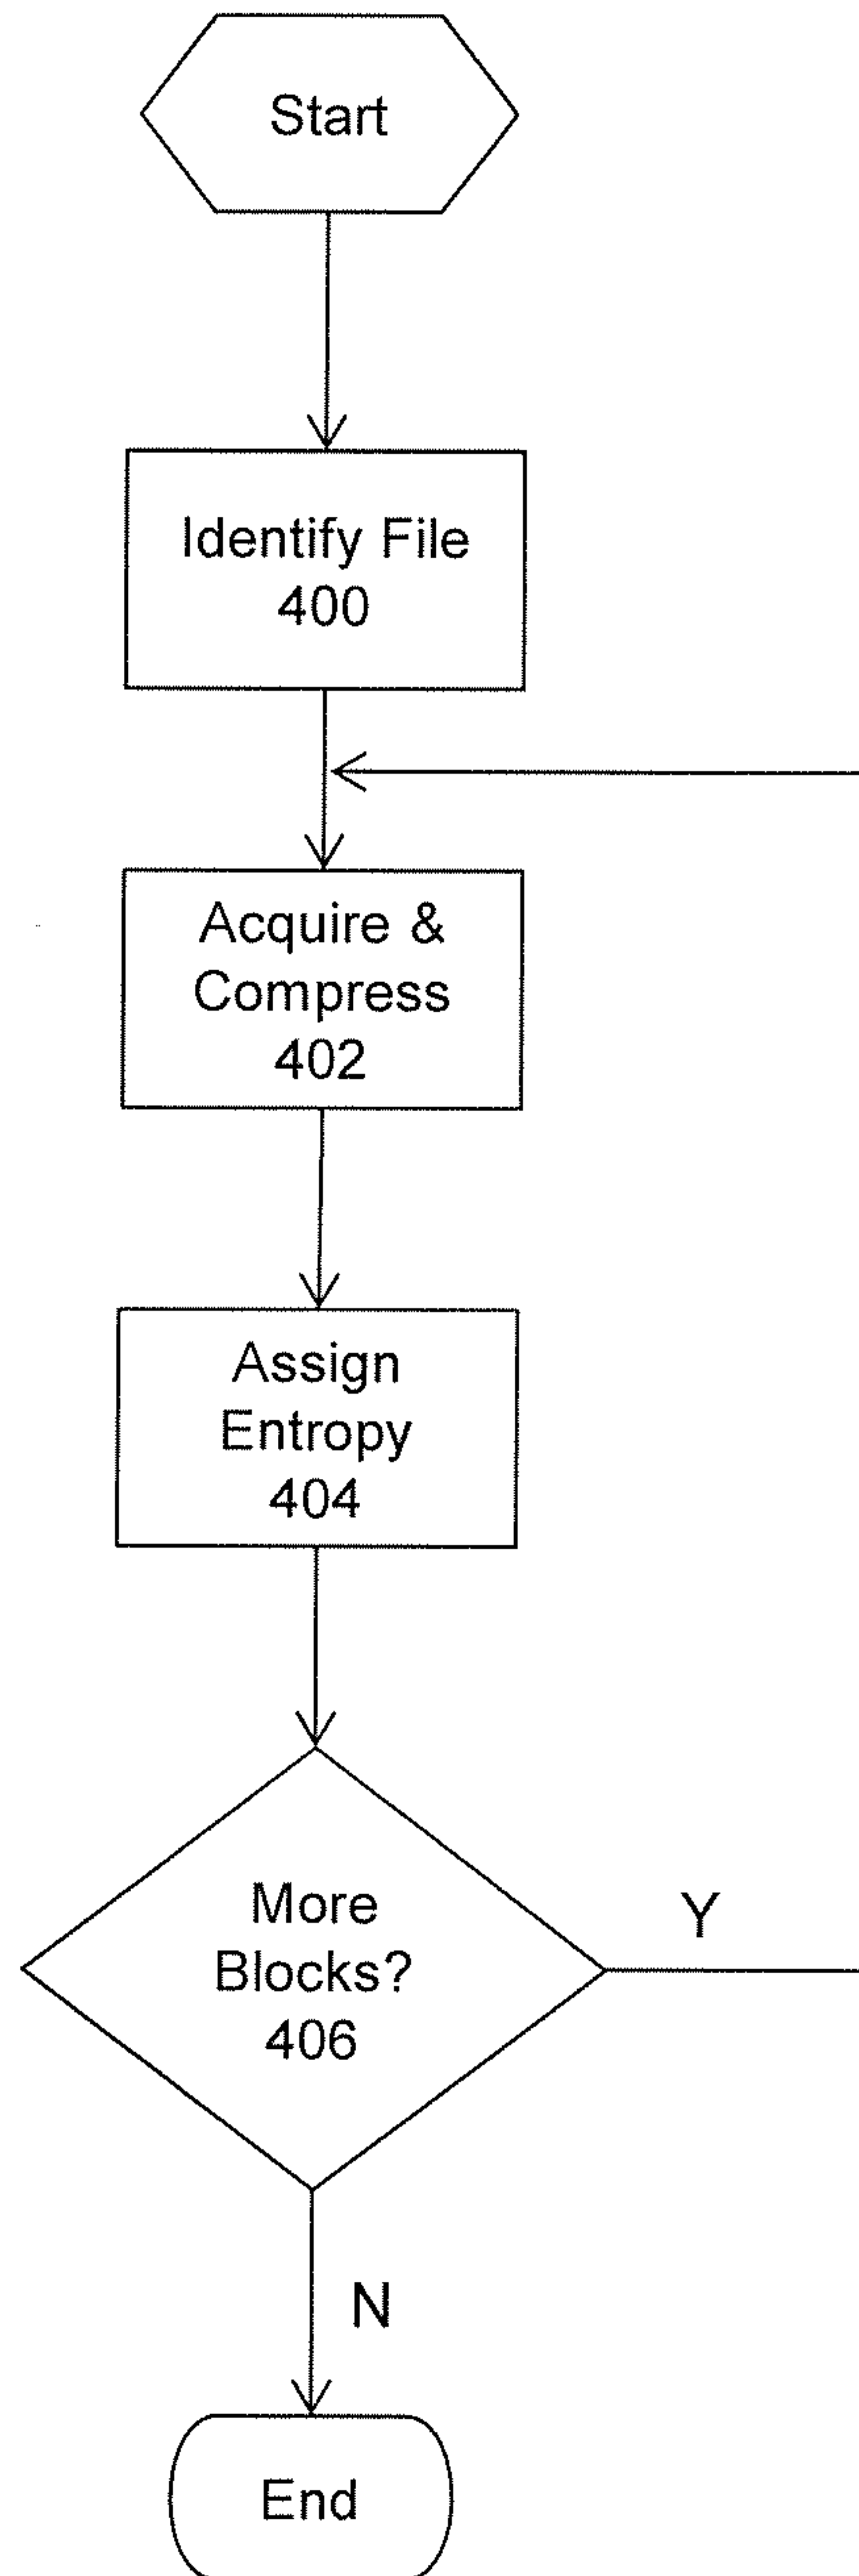 Start
Identify File
400
Acquire &
Compress
402
Assign
Entropy
404
More
Blocks?
406
Y
N
End